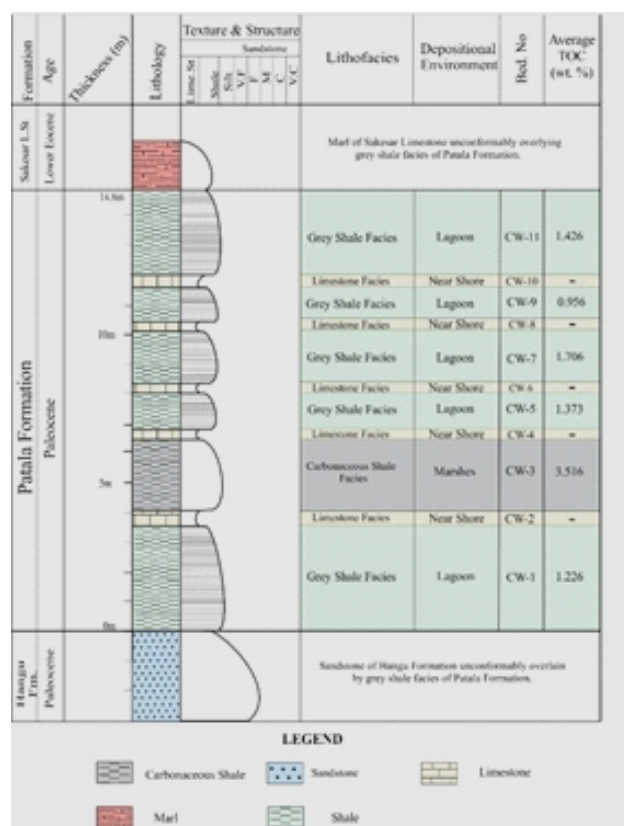 Formation
Age
Thickness (m)
Lithology
Texture & Structure
Sandstone
Lime.St
Shale
Silt
V.F
F
M
C
V.C
Lithofacies
Depositional
Environment
Bed. No
Average
TOC
(wt. %)
Sakesar L.St
Lower Eocene
Marl of Sakesar Limestone unconformably overlying
grey shale facies of Patala Formation.
14.8m
Grey Shale Facies Lagoon CW-11 1.426
Limestone Facies Near Shore CW-10 -
Grey Shale Facies Lagoon CW-9 0.956
Limestone Facies Near Shore CW-8 -
10m
Grey Shale Facies Lagoon CW-7 1.706
Limestone Facies Near Shore CW-6 -
Grey Shale Facies Lagoon CW-5 1.373
Limestone Facies Near Shore CW-4 -
Patala Formation
Paleocene
Carbonaceous Shale
Facies
Marshes CW-3 3.516
5m
Limestone Facies Near Shore CW-2 -
Grey Shale Facies Lagoon CW-1 1.226
0m
Hangu
Fm.
Paleocene
Sandstone of Hangu Formation unconformably overlain
by grey shale facies of Patala Formation.
LEGEND
Carbonaceous Shale
Sandstone
Limestone
Marl
Shale